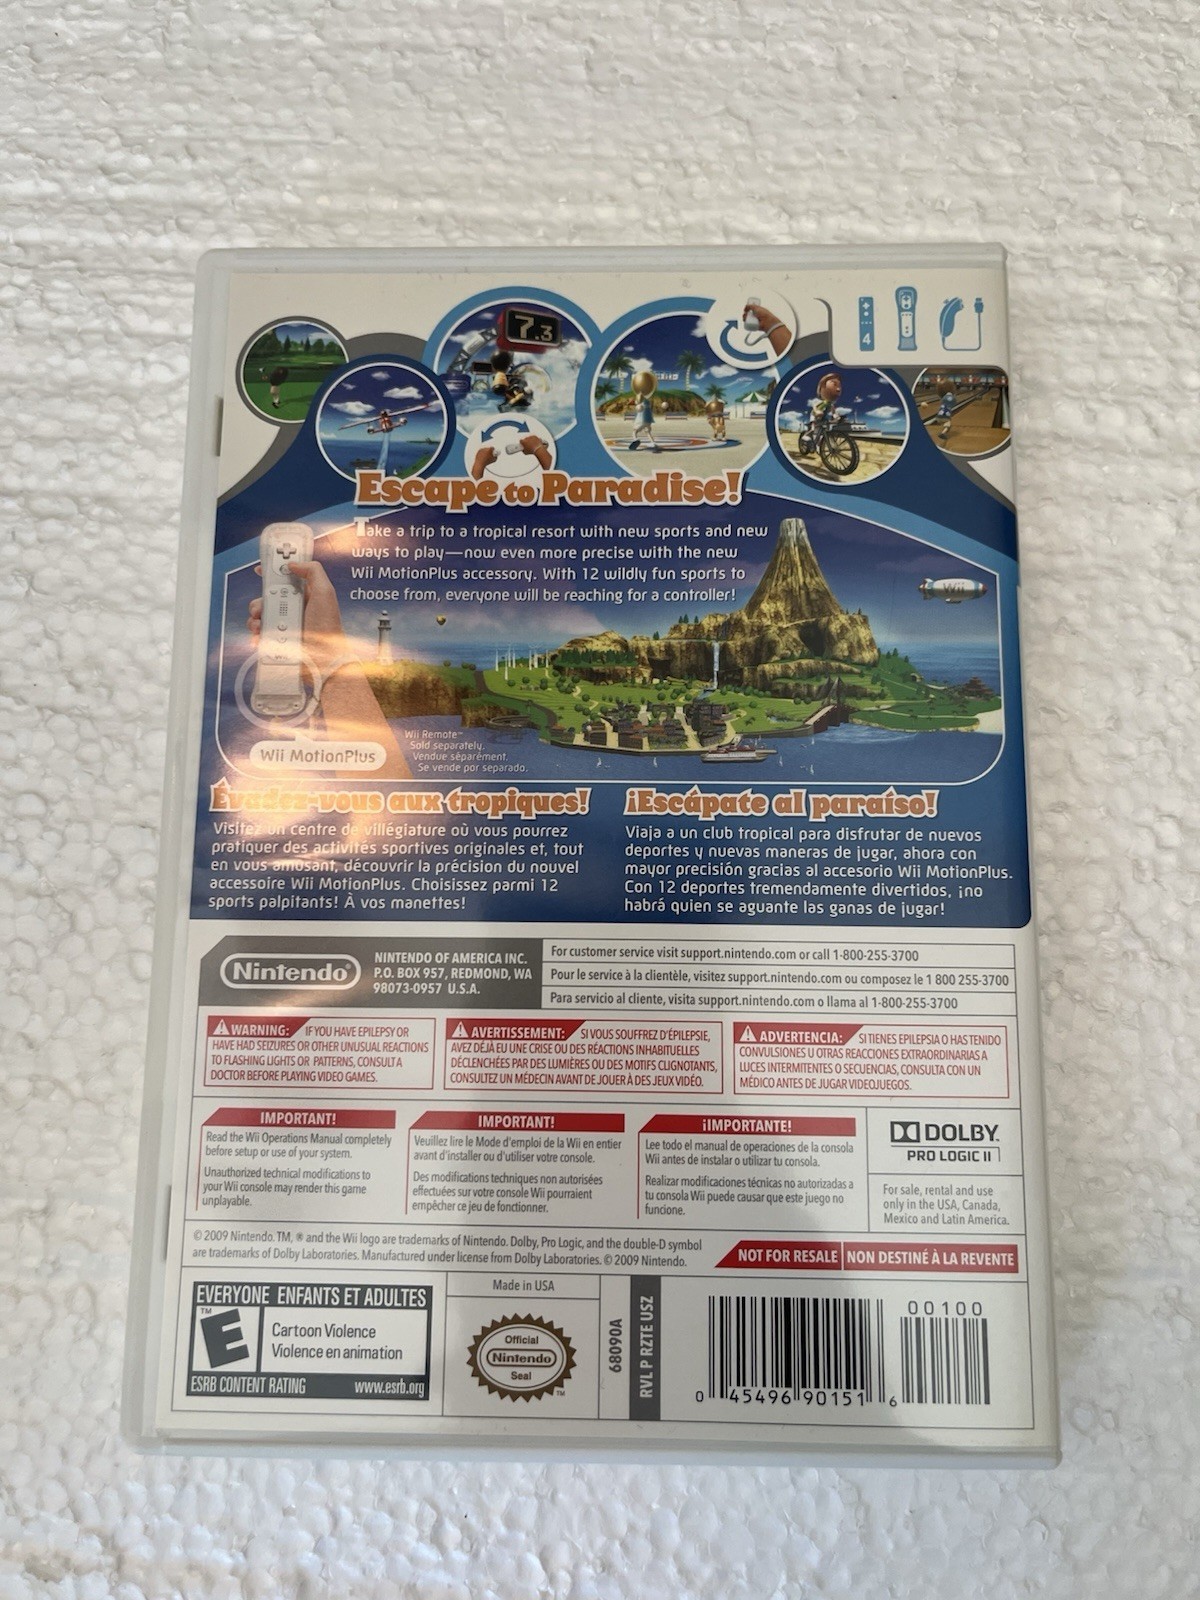 7.3
4
Escape to Paradise!
Take a trip to a tropical resort with new sports and new
ways to play—now even more precise with the new
Wii MotionPlus accessory. With 12 wildly fun sports to
choose from, everyone will be reaching for a controller!
Wii
Wii Remote™
Sold separately.
Vendue séparément.
Se vende por separado.
Wii MotionPlus
Évadez-vous aux tropiques!
Visitez un centre de villégiature où vous pourrez
pratiquer des activités sportives originales et, tout
en vous amusant, découvrir la précision du nouvel
accessoire Wii MotionPlus. Choisissez parmi 12
sports palpitants! À vos manettes!
¡Escápate al paraíso!
Viaja a un club tropical para disfrutar de nuevos
deportes y nuevas maneras de jugar, ahora con
mayor precisión gracias al accesorio Wii MotionPlus.
Con 12 deportes tremendamente divertidos, ¡no
habrá quien se aguante las ganas de jugar!
Nintendo
NINTENDO OF AMERICA INC.
P.O. BOX 957, REDMOND, WA
98073-0957 U.S.A.
For customer service visit support.nintendo.com or call 1-800-255-3700
Pour le service à la clientèle, visitez support.nintendo.com ou composez le 1 800 255-3700
Para servicio al cliente, visita support.nintendo.com o llama al 1-800-255-3700
WARNING: IF YOU HAVE EPILEPSY OR
HAVE HAD SEIZURES OR OTHER UNUSUAL REACTIONS
TO FLASHING LIGHTS OR PATTERNS, CONSULT A
DOCTOR BEFORE PLAYING VIDEO GAMES.
AVERTISSEMENT: SI VOUS SOUFFREZ D'ÉPILEPSIE,
AVEZ DÉJÀ EU UNE CRISE OU DES RÉACTIONS INHABITUELLES
DÉCLENCHÉES PAR DES LUMIÈRES OU DES MOTIFS CLIGNOTANTS,
CONSULTEZ UN MÉDECIN AVANT DE JOUER À DES JEUX VIDÉO.
ADVERTENCIA: SI TIENES EPILEPSIA O HAS TENIDO
CONVULSIONES U OTRAS REACCIONES EXTRAORDINARIAS A
LUCES INTERMITENTES O SECUENCIAS, CONSULTA CON UN
MÉDICO ANTES DE JUGAR VIDEOJUEGOS.
IMPORTANT!
Read the Wii Operations Manual completely
before setup or use of your system.
Unauthorized technical modifications to
your Wii console may render this game
unplayable.
IMPORTANT!
Veuillez lire le Mode d'emploi de la Wii en entier
avant d'installer ou d'utiliser votre console.
Des modifications techniques non autorisées
effectuées sur votre console Wii pourraient
empêcher ce jeu de fonctionner.
¡IMPORTANTE!
Lee todo el manual de operaciones de la consola
Wii antes de instalar o utilizar tu consola.
Realizar modificaciones técnicas no autorizadas a
tu consola Wii puede causar que este juego no
funcione.
DOLBY
PRO LOGIC II
For sale, rental and use
only in the USA, Canada,
Mexico and Latin America.
© 2009 Nintendo. TM, ® and the Wii logo are trademarks of Nintendo. Dolby, Pro Logic, and the double-D symbol
are trademarks of Dolby Laboratories. Manufactured under license from Dolby Laboratories. © 2009 Nintendo.
NOT FOR RESALE NON DESTINÉ À LA REVENTE
EVERYONE ENFANTS ET ADULTES
E™
Cartoon Violence
Violence en animation
ESRB CONTENT RATING www.esrb.org
Made in USA
Official
Nintendo
Seal
™
68090A
RVL P RZTE USZ
0 45496 90151 6
00100